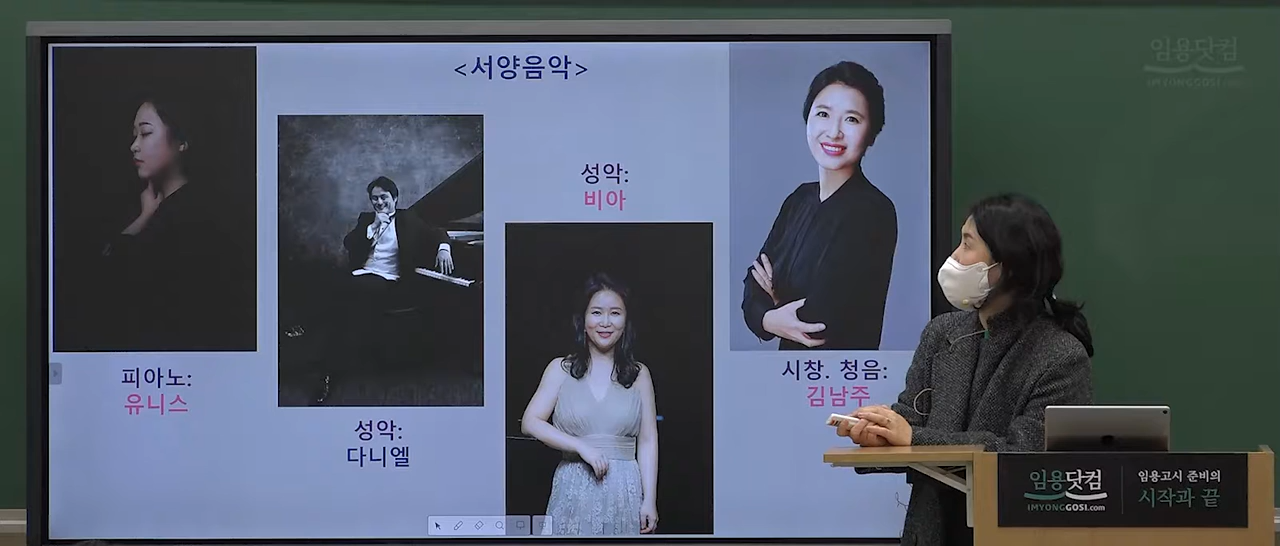 <서양음악>
피아노:
유니스
성악:
다니엘
성악:
비아
시창. 청음:
김남주
임용닷컴
IMYONGGOSI.com
임용닷컴
IMYONGGOSI.com
임용고시 준비의
시작과 끝